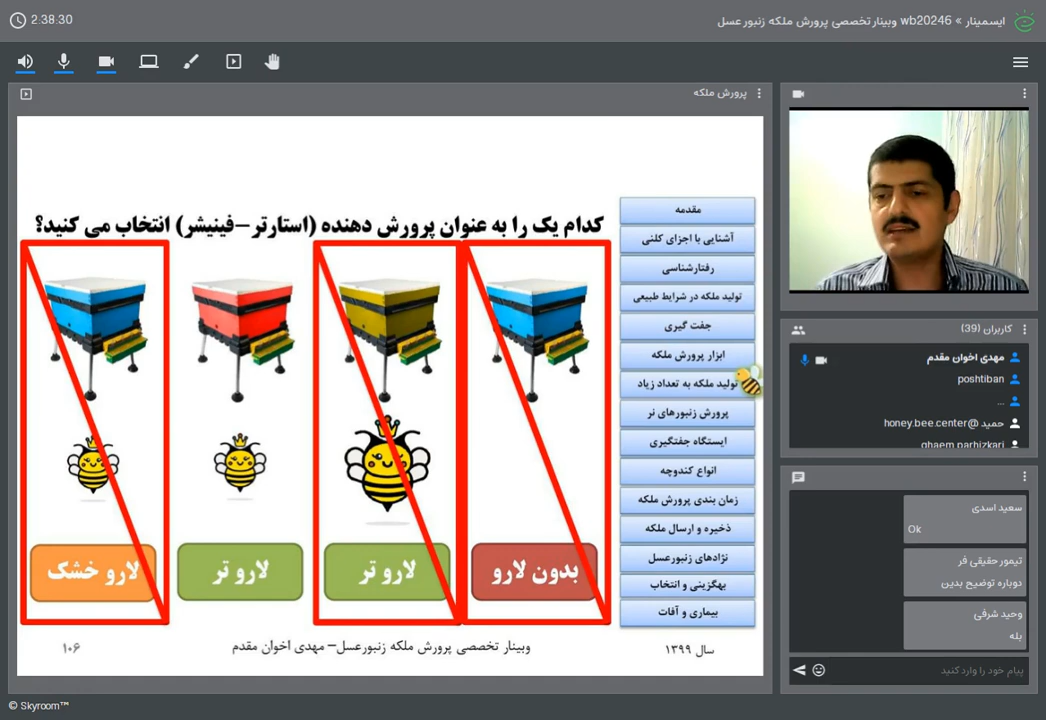 2:38.30
ایسمینار » wb20246 وبینار تخصصی پرورش ملکه زنبور عسل
پرورش ملکه
کدام یک را به عنوان پرورش دهنده (استارتر-فینیشر) انتخاب می کنید؟
بدون لارو
لارو تر
لارو تر
لارو خشک
مقدمه
آشنایی با اجزای کلنی
رفتارشناسی
تولید ملکه در شرایط طبیعی
جفت گیری
ابزار پرورش ملکه
تولید ملکه به تعداد زیاد
پرورش زنبورهای نر
ایستگاه جفتگیری
انواع کندوچه
زمان بندی پرورش ملکه
ذخیره و ارسال ملکه
نژادهای زنبورعسل
بهگزینی و انتخاب
بیماری و آفات
سال ۱۳۹۹
وبینار تخصصی پرورش ملکه زنبورعسل- مهدی اخوان مقدم
۱۰۶
کاربران (39)
مهدی اخوان مقدم
poshtiban
...
حمید @honey.bee.center
ghaem parhizkari
سعید اسدی
Ok
تیمور حقیقی فر
دوباره توضیح بدین
وحید شرفی
بله
پیام خود را وارد کنید
© Skyroom™